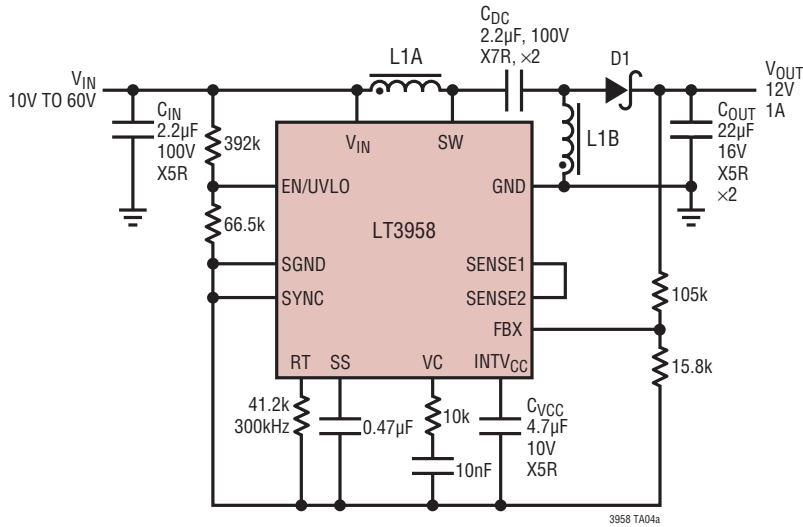 C_DC
2.2µF, 100V
X7R, ×2
L1A
D1
V_IN
10V TO 60V
V_OUT
12V
1A
C_IN
2.2µF
100V
X5R
392k
V_IN
SW
L1B
C_OUT
22µF
16V
X5R
×2
EN/UVLO
GND
66.5k
LT3958
SGND
SENSE1
SYNC
SENSE2
105k
FBX
RT
SS
VC
INTV_CC
15.8k
41.2k
300kHz
0.47µF
10k
10nF
C_VCC
4.7µF
10V
X5R
3958 TA04a